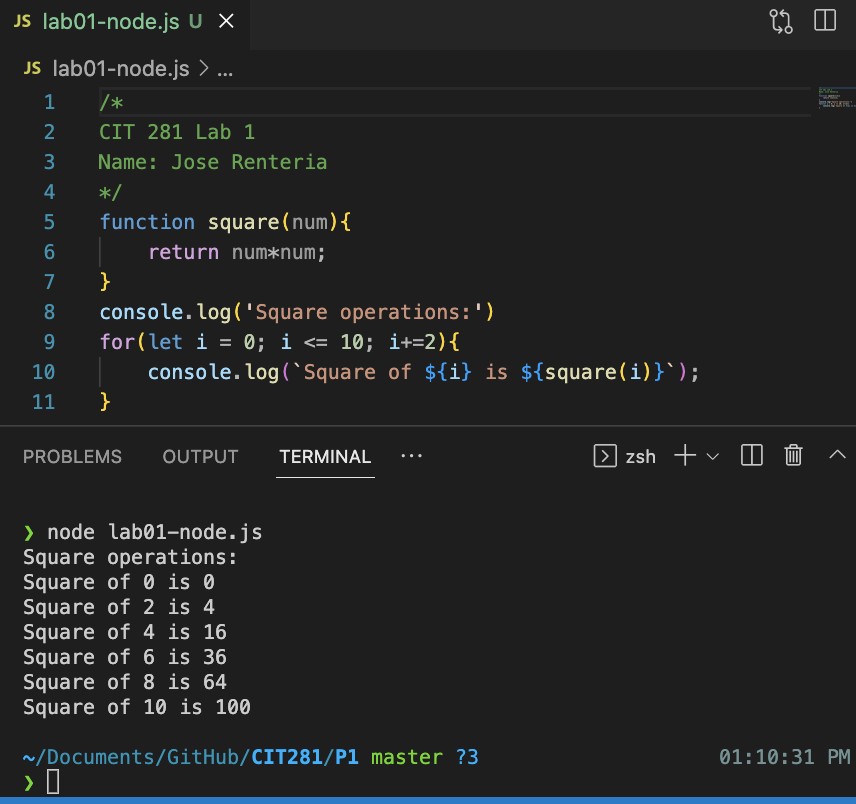 JS lab01-node.js U ×
JS lab01-node.js > ...
1 /*
2 CIT 281 Lab 1
3 Name: Jose Renteria
4 */
5 function square(num){
6     return num*num;
7 }
8 console.log('Square operations:')
9 for(let i = 0; i <= 10; i+=2){
10     console.log(`Square of ${i} is ${square(i)}`);
11 }
PROBLEMS OUTPUT TERMINAL ··· zsh
❯ node lab01-node.js
Square operations:
Square of 0 is 0
Square of 2 is 4
Square of 4 is 16
Square of 6 is 36
Square of 8 is 64
Square of 10 is 100
~/Documents/GitHub/CIT281/P1 master ?3 01:10:31 PM
❯